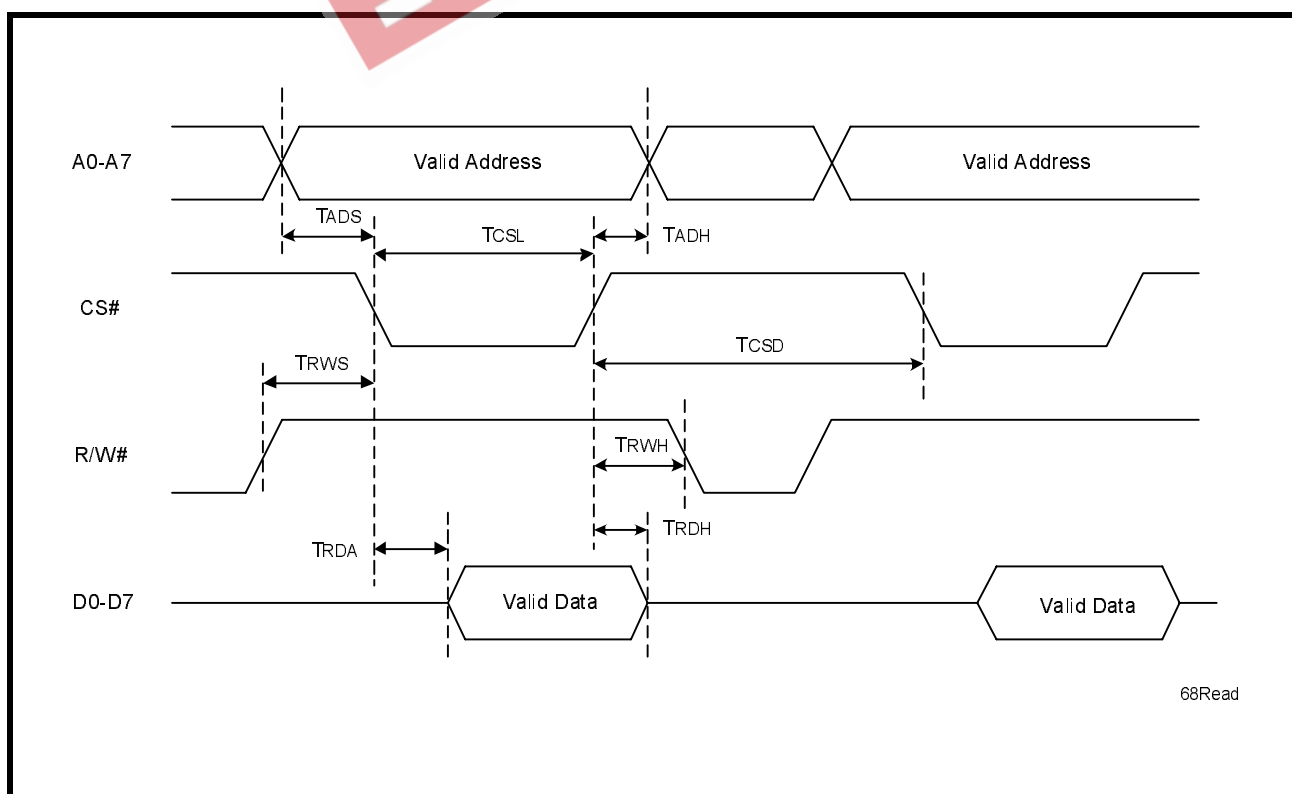 A0-A7
Valid Address
Valid Address
TADS
TCSL
TADH
CS#
TCSD
TRWS
R/W#
TRWH
TRDH
TRDA
D0-D7
Valid Data
Valid Data
68Read